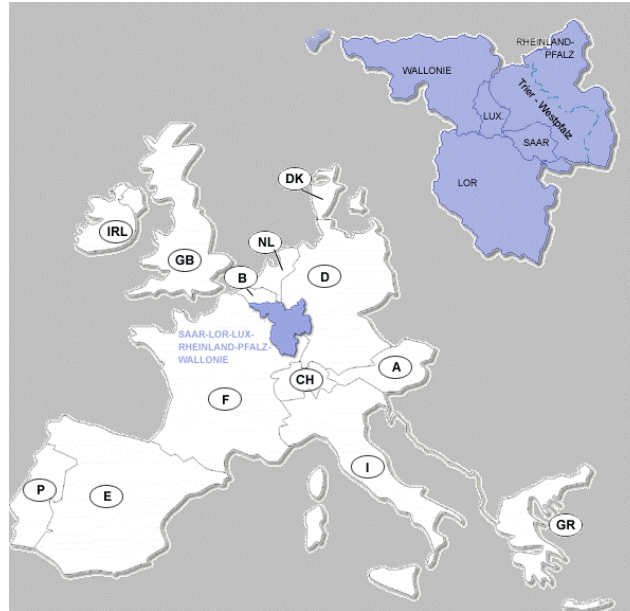 RHEINLAND-
PFALZ
WALLONIE
Trier - Westpfalz
LUX.
SAAR
LOR
DK
IRL
NL
GB
B
D
SAAR-LOR-LUX-
RHEINLAND-PFALZ-
WALLONIE
CH
A
F
I
P
E
GR